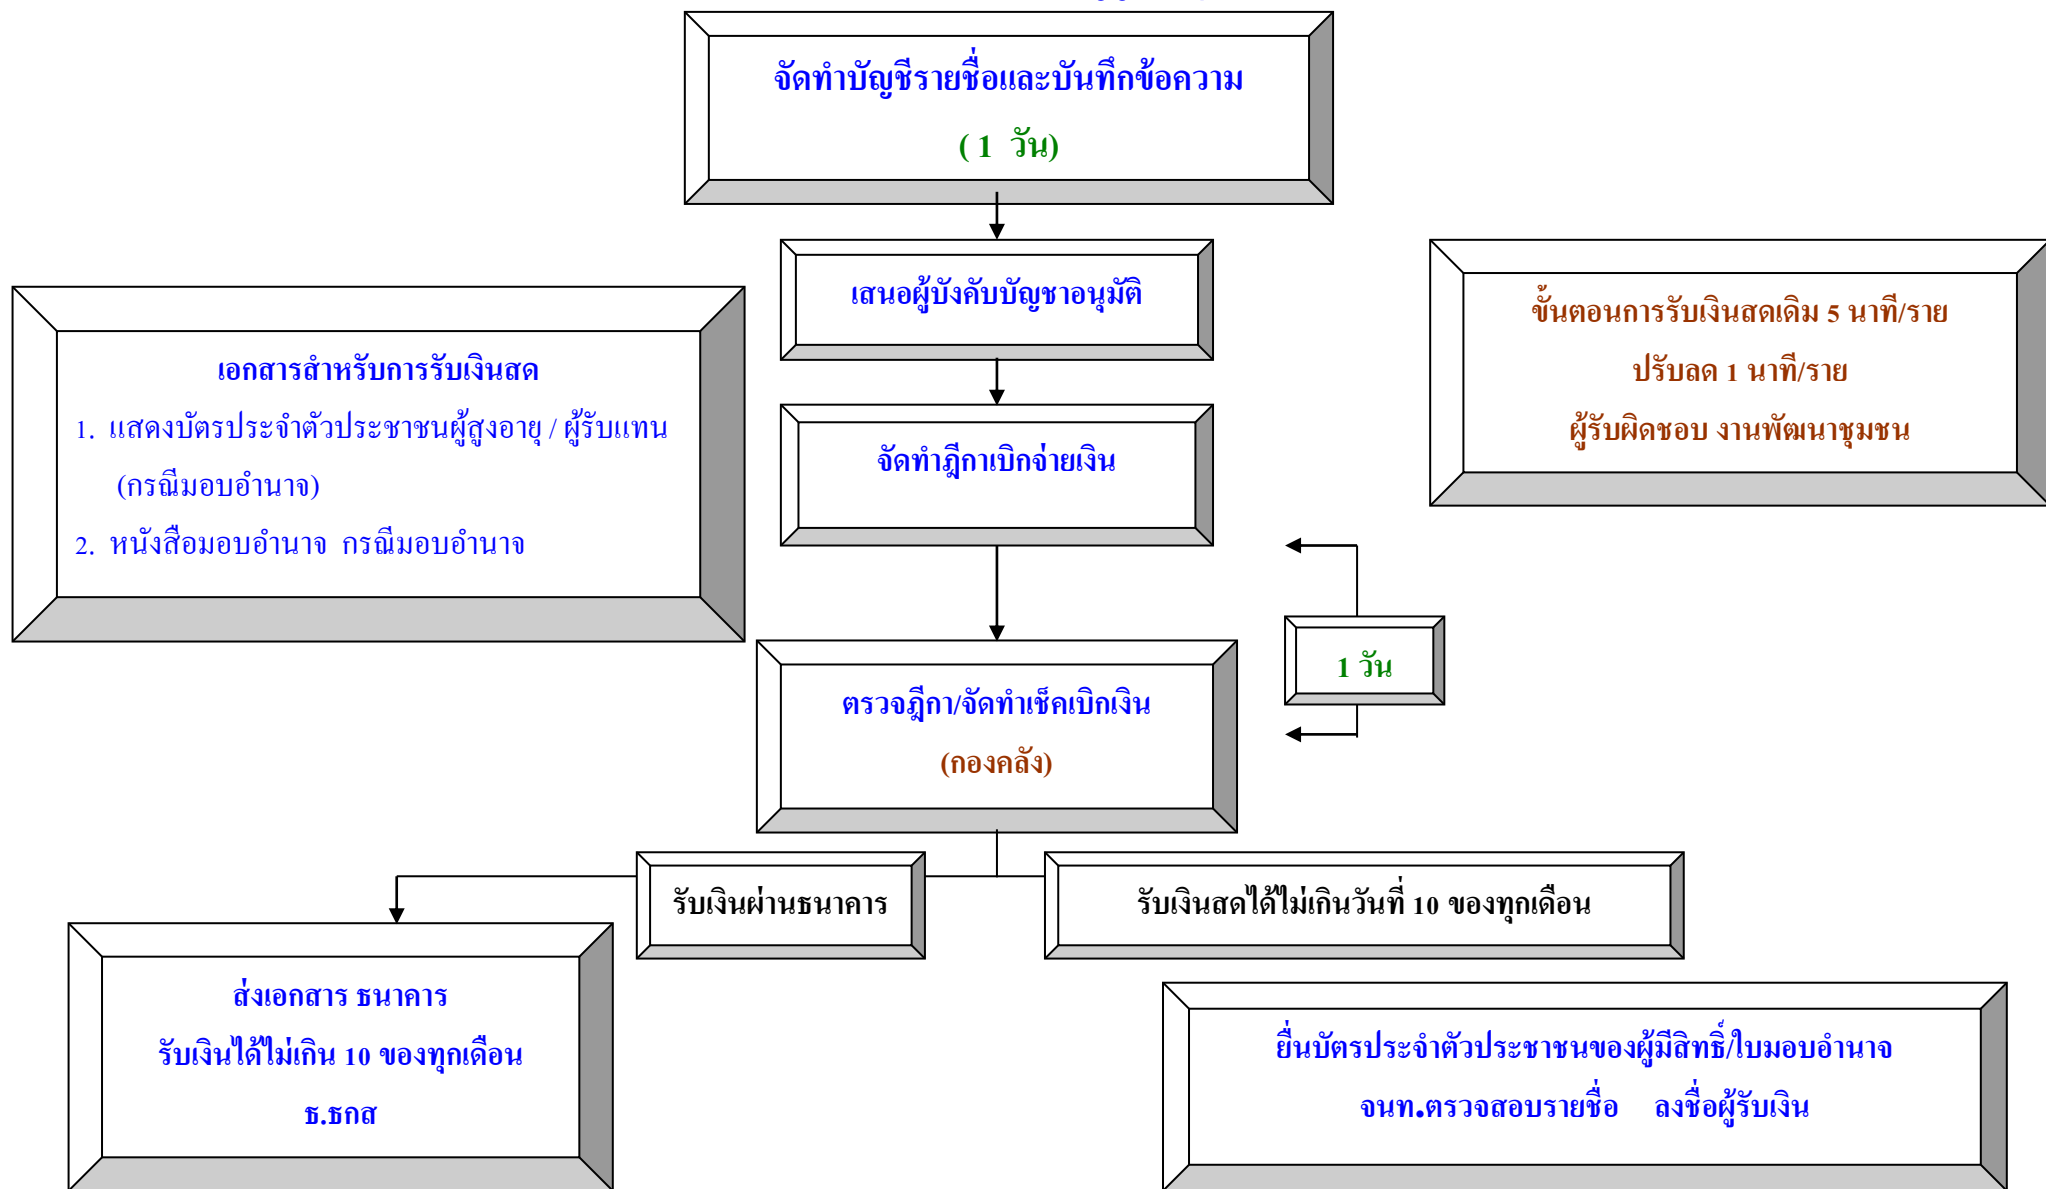 จัดทำบัญชีรายชื่อและบันทึกข้อความ
( 1 วัน)
เสนอผู้บังคับบัญชาอนุมัติ
ขั้นตอนการรับเงินสดเดิม 5 นาที/ราย
ปรับลด 1 นาที/ราย
ผู้รับผิดชอบ งานพัฒนาชุมชน
เอกสารสำหรับการรับเงินสด
1. แสดงบัตรประจำตัวประชาชนผู้สูงอายุ / ผู้รับแทน
(กรณีมอบอำนาจ)
2. หนังสือมอบอำนาจ กรณีมอบอำนาจ
จัดทำฎีกาเบิกจ่ายเงิน
1 วัน
ตรวจฎีกา/จัดทำเช็คเบิกเงิน
(กองคลัง)
รับเงินผ่านธนาคาร
รับเงินสดได้ไม่เกินวันที่ 10 ของทุกเดือน
ส่งเอกสาร ธนาคาร
รับเงินได้ไม่เกิน 10 ของทุกเดือน
ธ.ธกส
ยื่นบัตรประจำตัวประชาชนของผู้มีสิทธิ์/ใบมอบอำนาจ
จนท.ตรวจสอบรายชื่อ ลงชื่อผู้รับเงิน